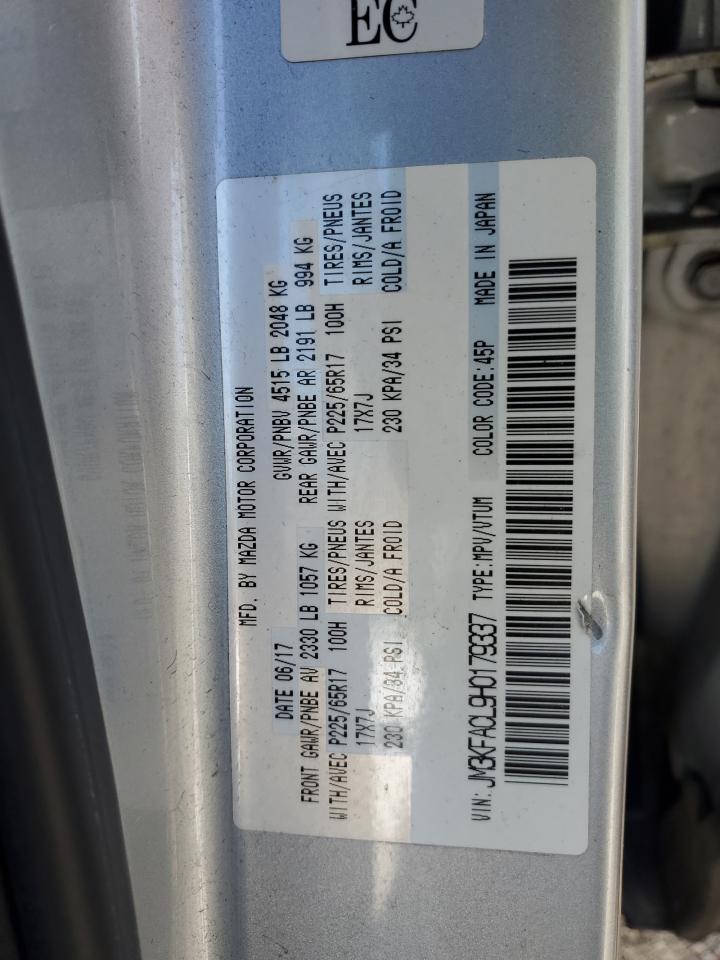 EC
MFD. BY MAZDA MOTOR CORPORATION
DATE 06/17 GVWR/PNBV 4515 LB 2048 KG
FRONT GAWR/PNBE AV 2330 LB 1057 KG REAR GAWR/PNBE AR 2191 LB 994 KG
WITH/AVEC P225/65R17 100H TIRES/PNEUS WITH/AVEC P225/65R17 100H TIRES/PNEUS
17X7J RIMS/JANTES 17X7J RIMS/JANTES
230 KPA/34 PSI COLD/A FROID 230 KPA/34 PSI COLD/A FROID
VIN:JM3KFACL9H0179337 TYPE:MPV/VTUM COLOR CODE:45P MADE IN JAPAN